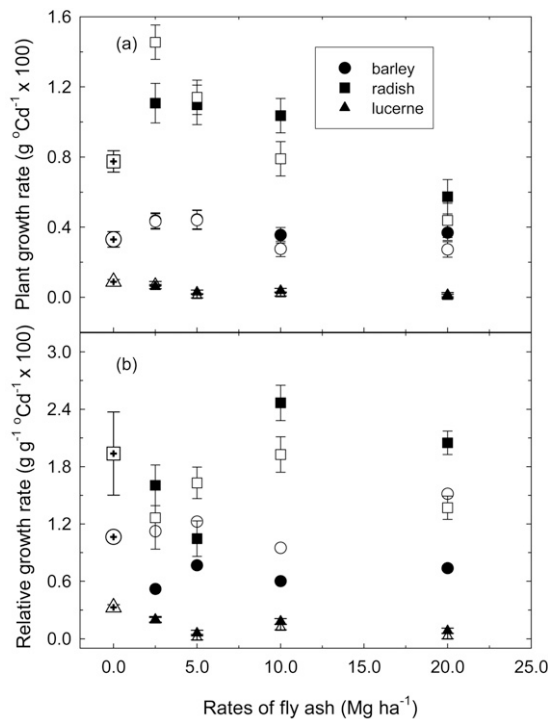 1.6
(a)
barley
radish
lucerne
1.2
0.8
0.4
0.0
Plant growth rate (g °Cd⁻¹ x 100)
3.0
(b)
2.4
1.8
1.2
0.6
0.0
Relative growth rate (g g⁻¹ °Cd⁻¹ x 100)
0.0 2.5 5.0 10.0 20.0 25.0
Rates of fly ash (Mg ha⁻¹)